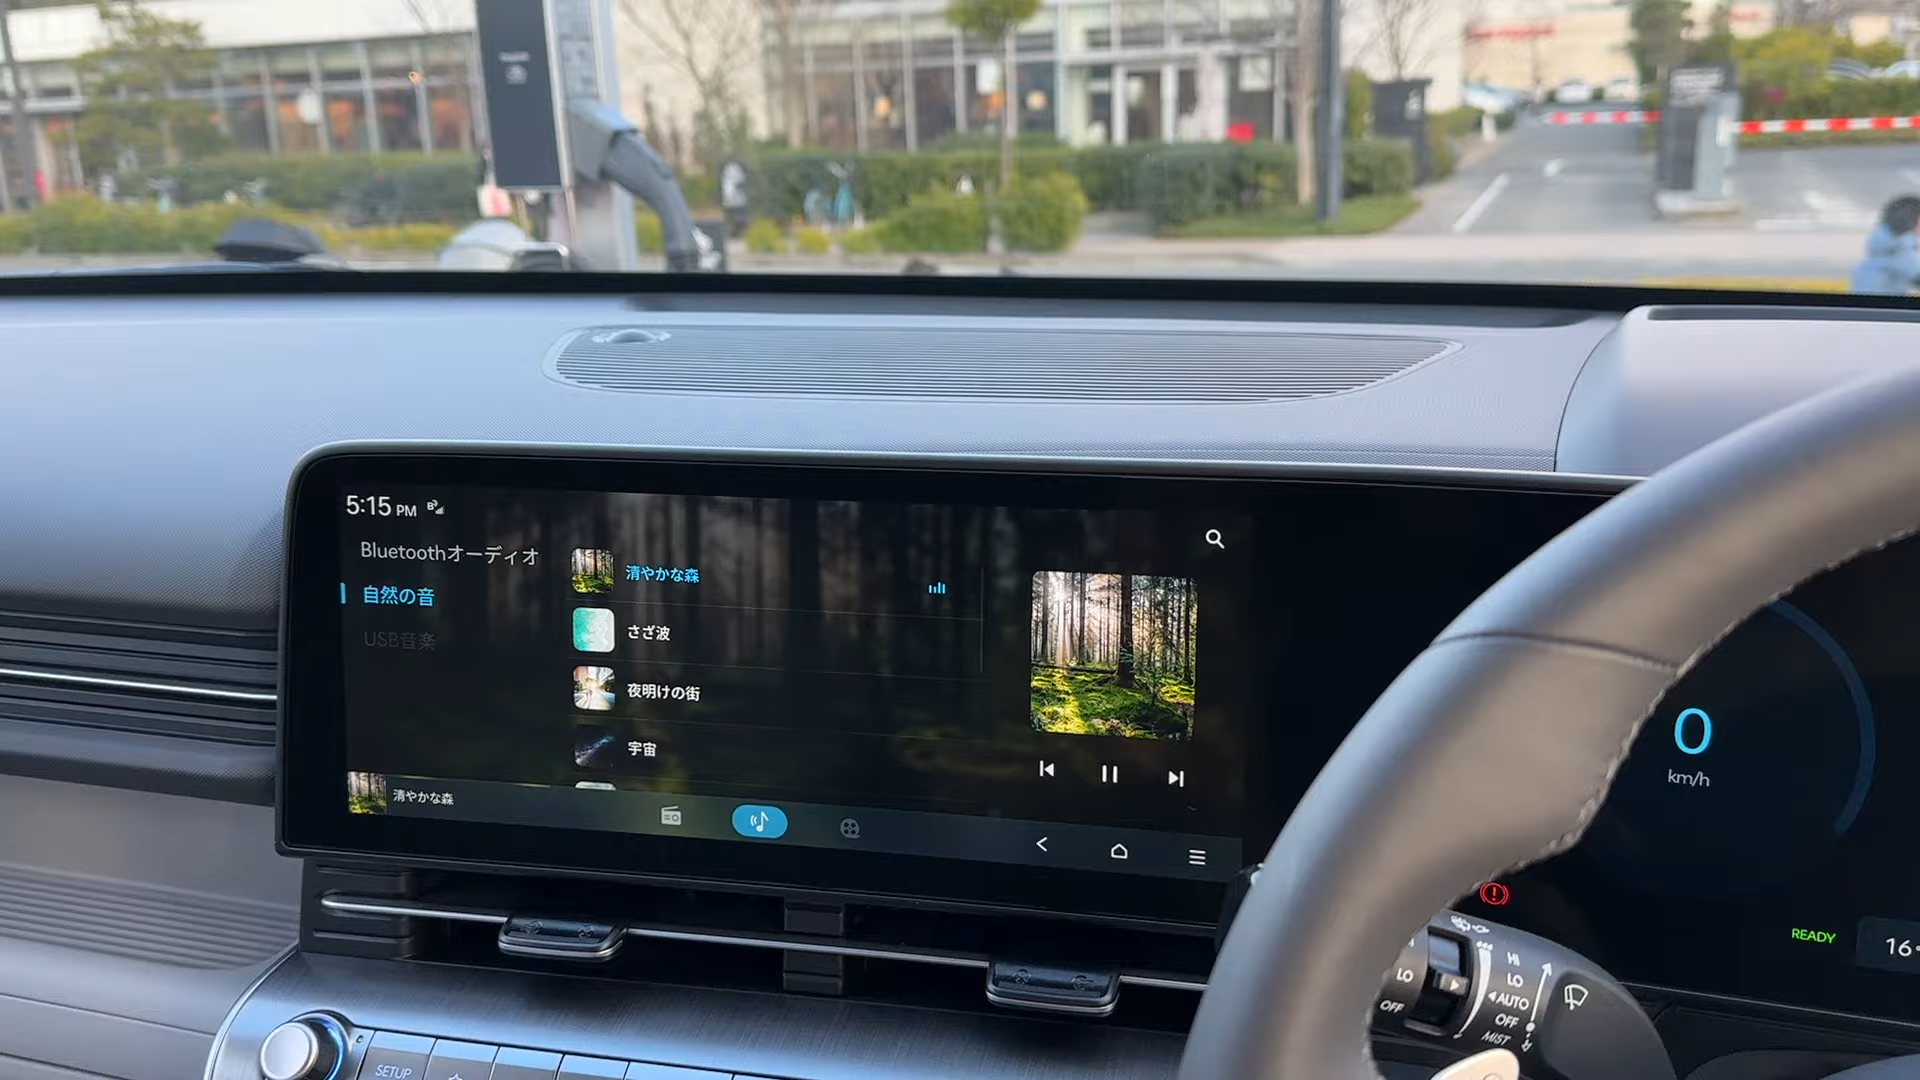 5:15 PM
Bluetoothオーディオ
自然の音
USB音楽
清やかな森
さざ波
夜明けの街
宇宙
清やかな森
0
km/h
READY
16
HI
LO
LO
AUTO
OFF
OFF
MIST
SETUP